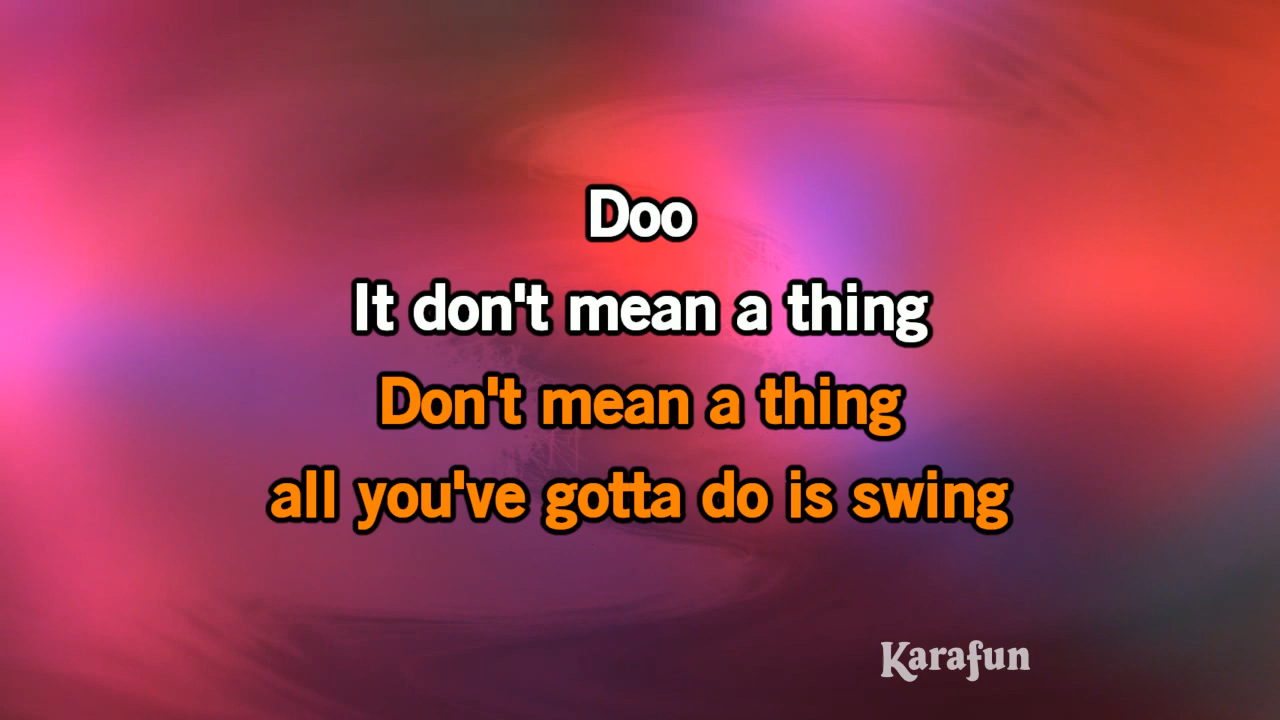 Doo
It don't mean a thing
Don't mean a thing
all you've gotta do is swing
Karafun